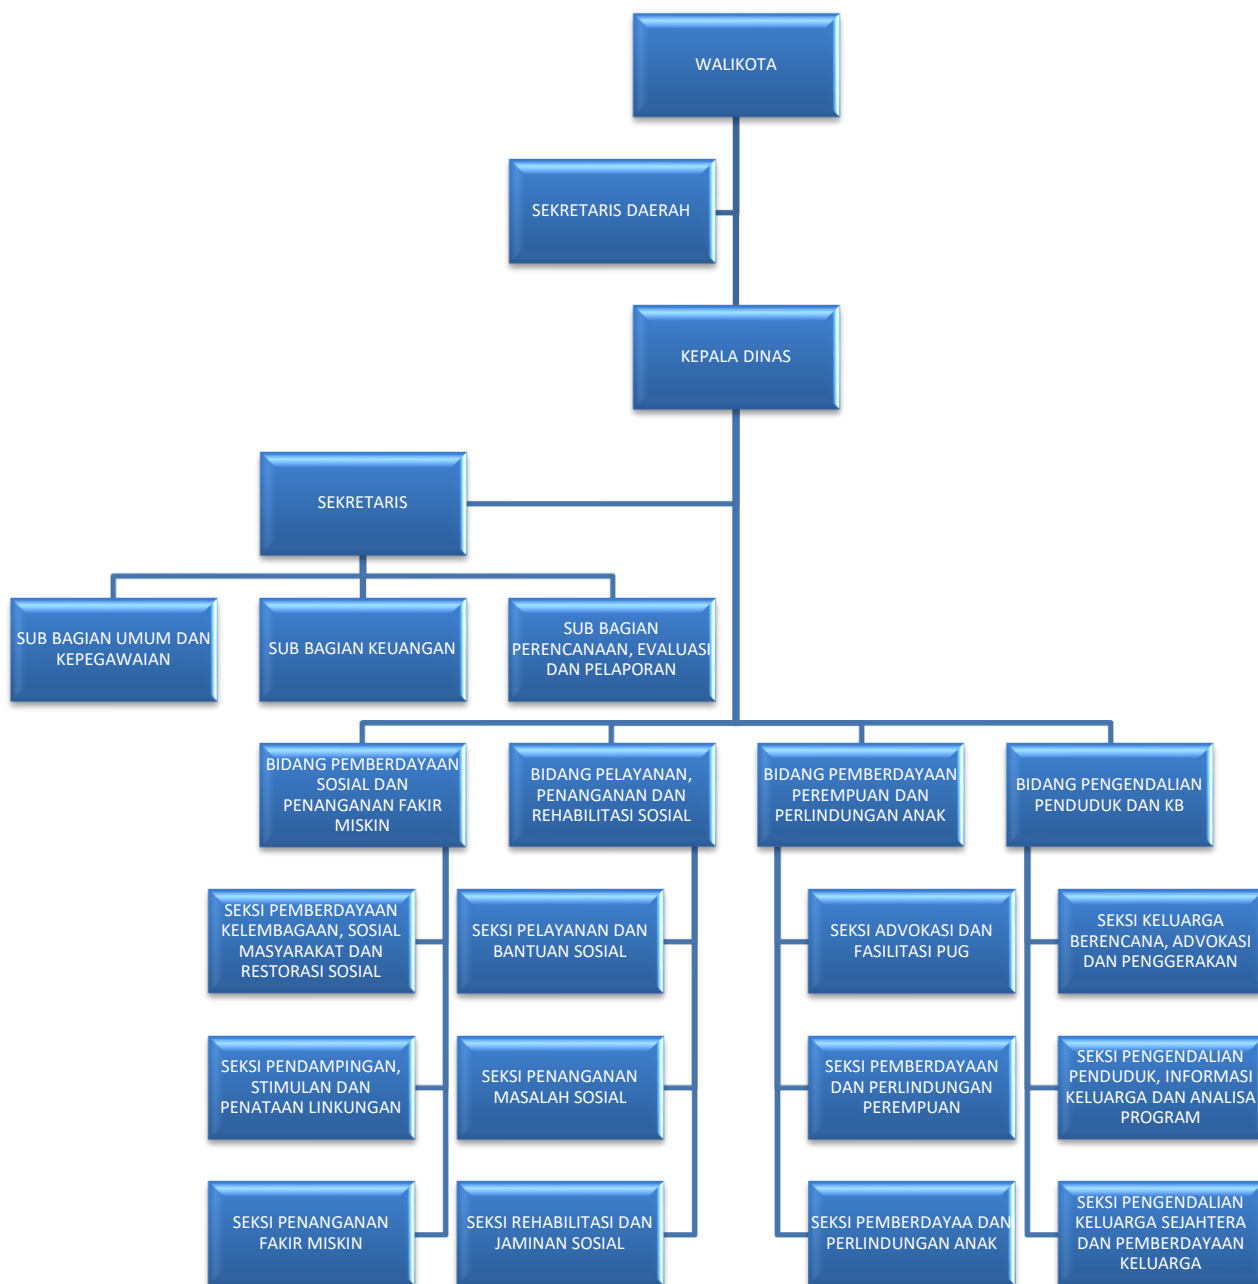 WALIKOTA
SEKRETARIS DAERAH
KEPALA DINAS
SEKRETARIS
SUB BAGIAN UMUM DAN
KEPEGAWAIAN
SUB BAGIAN KEUANGAN
SUB BAGIAN
PERENCANAAN, EVALUASI
DAN PELAPORAN
BIDANG PEMBERDAYAAN
SOSIAL DAN
PENANGANAN FAKIR
MISKIN
BIDANG PELAYANAN,
PENANGANAN DAN
REHABILITASI SOSIAL
BIDANG PEMBERDAYAAN
PEREMPUAN DAN
PERLINDUNGAN ANAK
BIDANG PENGENDALIAN
PENDUDUK DAN KB
SEKSI PEMBERDAYAAN
KELEMBAGAAN, SOSIAL
MASYARAKAT DAN
RESTORASI SOSIAL
SEKSI PELAYANAN DAN
BANTUAN SOSIAL
SEKSI ADVOKASI DAN
FASILITASI PUG
SEKSI KELUARGA
BERENCANA, ADVOKASI
DAN PENGGERAKAN
SEKSI PENDAMPINGAN,
STIMULAN DAN
PENATAAN LINKUNGAN
SEKSI PENANGANAN
MASALAH SOSIAL
SEKSI PEMBERDAYAAN
DAN PERLINDUNGAN
PEREMPUAN
SEKSI PENGENDALIAN
PENDUDUK, INFORMASI
KELUARGA DAN ANALISA
PROGRAM
SEKSI PENANGANAN
FAKIR MISKIN
SEKSI REHABILITASI DAN
JAMINAN SOSIAL
SEKSI PEMBERDAYAA DAN
PERLINDUNGAN ANAK
SEKSI PENGENDALIAN
KELUARGA SEJAHTERA
DAN PEMBERDAYAAN
KELUARGA